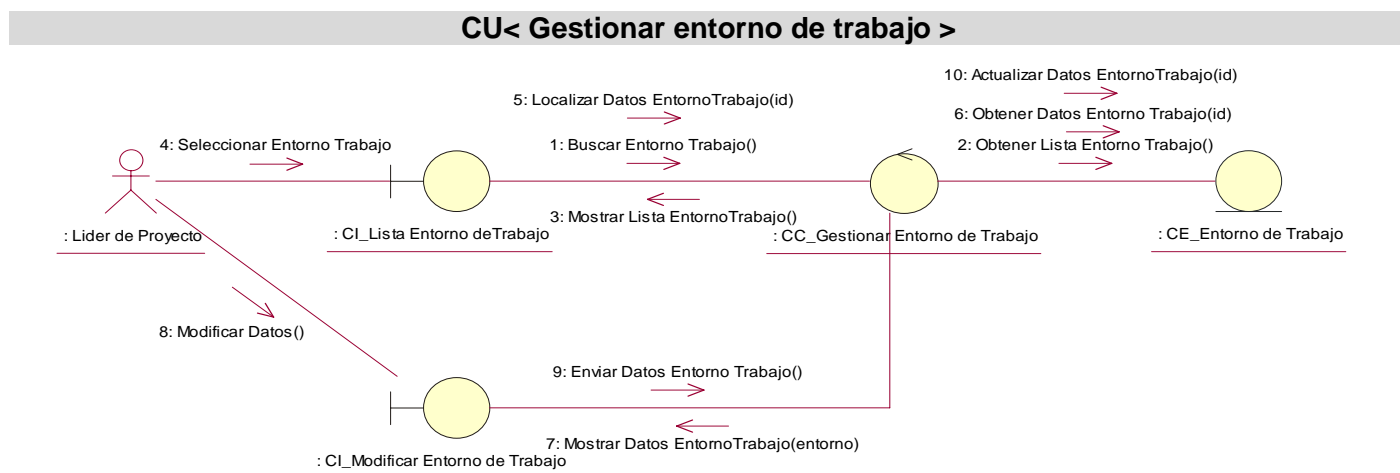 CU< Gestionar entorno de trabajo >
10: Actualizar Datos EntornoTrabajo(id)
5: Localizar Datos EntornoTrabajo(id)
6: Obtener Datos Entorno Trabajo(id)
4: Seleccionar Entorno Trabajo
1: Buscar Entorno Trabajo()
2: Obtener Lista Entorno Trabajo()
3: Mostrar Lista EntornoTrabajo()
: Lider de Proyecto
: CI_Lista Entorno deTrabajo
: CC_Gestionar Entorno de Trabajo
: CE_Entorno de Trabajo
8: Modificar Datos()
9: Enviar Datos Entorno Trabajo()
7: Mostrar Datos EntornoTrabajo(entorno)
: CI_Modificar Entorno de Trabajo